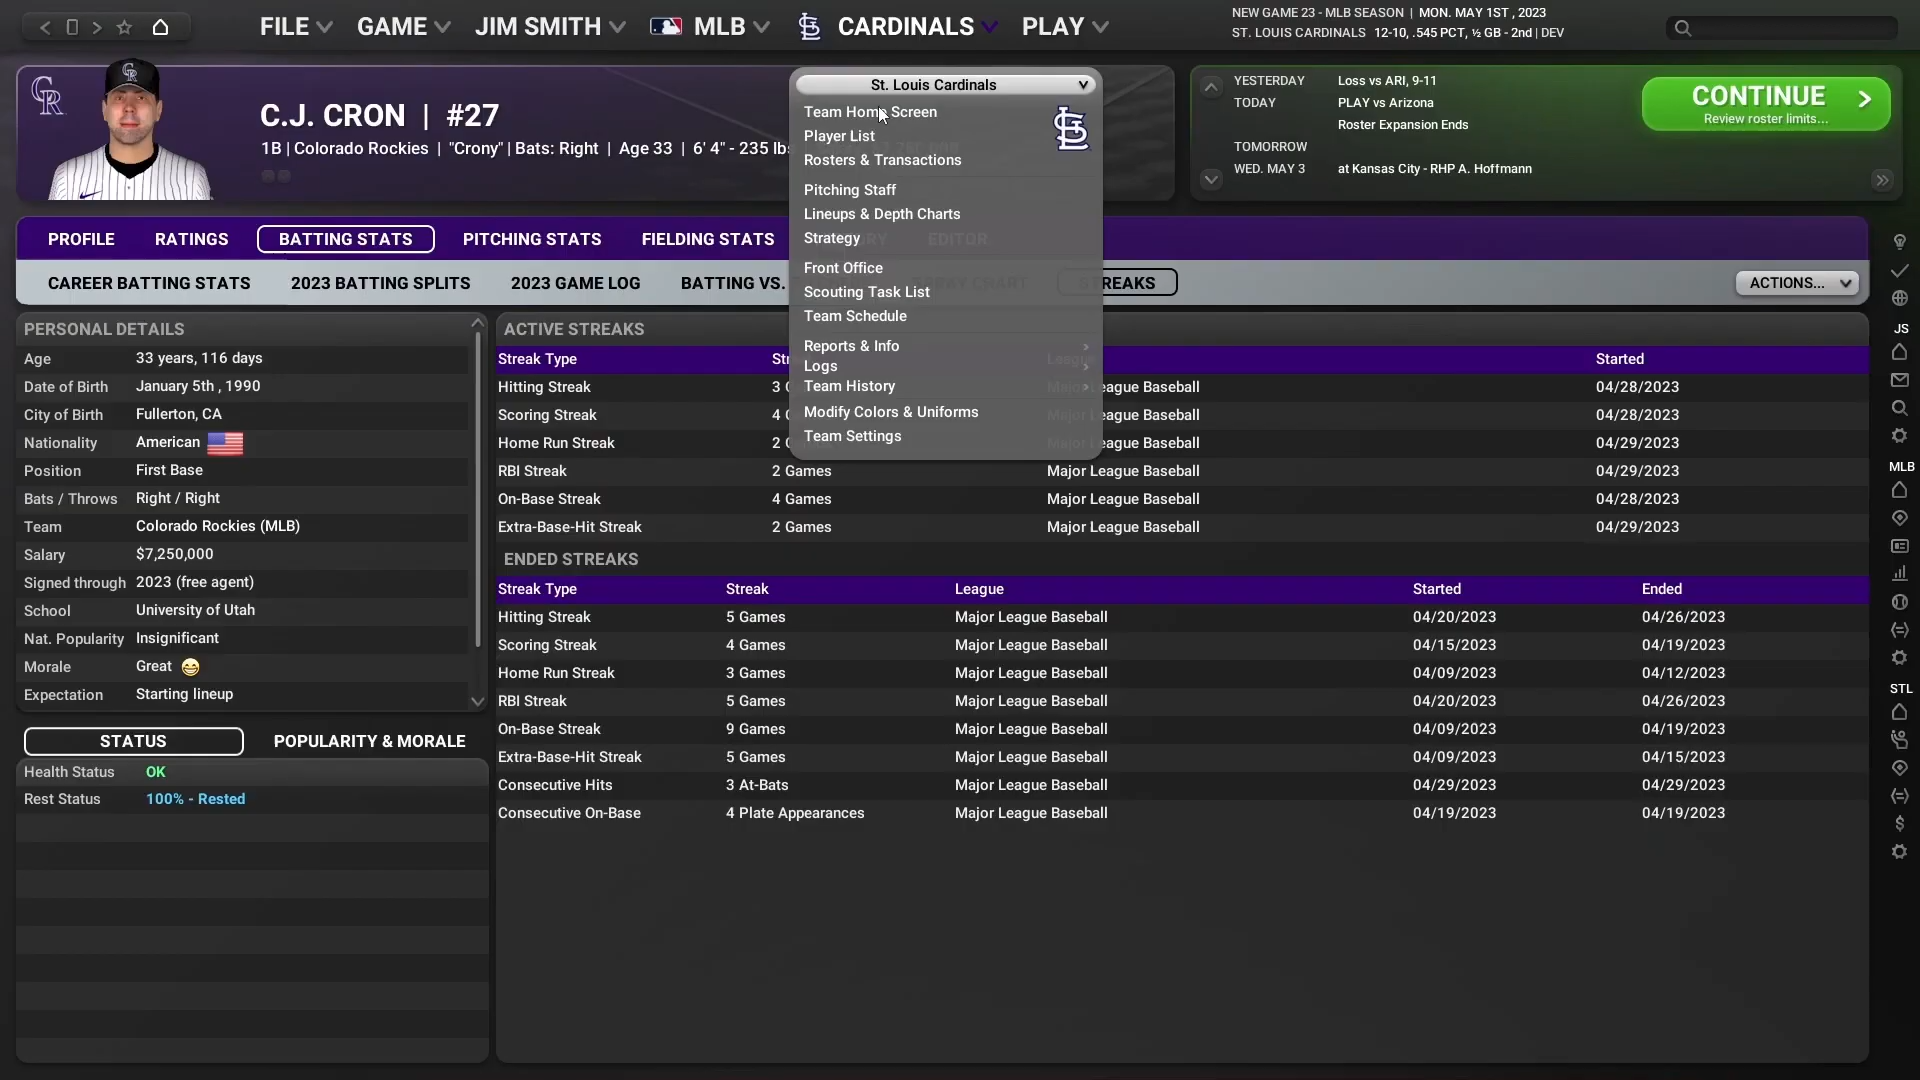 FILE GAME JIM SMITH MLB CARDINALS PLAY
NEW GAME 23 - MLB SEASON | MON. MAY 1ST , 2023
ST. LOUIS CARDINALS 12-10, .545 PCT, ½ GB - 2nd | DEV
C.J. CRON | #27
1B | Colorado Rockies | "Crony" | Bats: Right | Age 33 | 6' 4" - 235 lbs
St. Louis Cardinals
Team Home Screen
Player List
Rosters & Transactions
Pitching Staff
Lineups & Depth Charts
Strategy
Front Office
Scouting Task List
Team Schedule
Reports & Info
Logs
Team History
Modify Colors & Uniforms
Team Settings
YESTERDAY Loss vs ARI, 9-11
TODAY PLAY vs Arizona
Roster Expansion Ends
TOMORROW
WED. MAY 3 at Kansas City - RHP A. Hoffmann
CONTINUE
Review roster limits...
PROFILE RATINGS BATTING STATS PITCHING STATS FIELDING STATS EDITOR
CAREER BATTING STATS 2023 BATTING SPLITS 2023 GAME LOG BATTING VS. CHART STREAKS
ACTIONS...
PERSONAL DETAILS
Age 33 years, 116 days
Date of Birth January 5th , 1990
City of Birth Fullerton, CA
Nationality American
Position First Base
Bats / Throws Right / Right
Team Colorado Rockies (MLB)
Salary $7,250,000
Signed through 2023 (free agent)
School University of Utah
Nat. Popularity Insignificant
Morale Great
Expectation Starting lineup
STATUS POPULARITY & MORALE
Health Status OK
Rest Status 100% - Rested
ACTIVE STREAKS
Streak Type League Started
Hitting Streak 3 Major League Baseball 04/28/2023
Scoring Streak 4 Major League Baseball 04/28/2023
Home Run Streak 2 Major League Baseball 04/29/2023
RBI Streak 2 Games Major League Baseball 04/29/2023
On-Base Streak 4 Games Major League Baseball 04/28/2023
Extra-Base-Hit Streak 2 Games Major League Baseball 04/29/2023
ENDED STREAKS
Streak Type Streak League Started Ended
Hitting Streak 5 Games Major League Baseball 04/20/2023 04/26/2023
Scoring Streak 4 Games Major League Baseball 04/15/2023 04/19/2023
Home Run Streak 3 Games Major League Baseball 04/09/2023 04/12/2023
RBI Streak 5 Games Major League Baseball 04/20/2023 04/26/2023
On-Base Streak 9 Games Major League Baseball 04/09/2023 04/19/2023
Extra-Base-Hit Streak 5 Games Major League Baseball 04/09/2023 04/15/2023
Consecutive Hits 3 At-Bats Major League Baseball 04/29/2023 04/29/2023
Consecutive On-Base 4 Plate Appearances Major League Baseball 04/19/2023 04/19/2023
JS
MLB
STL